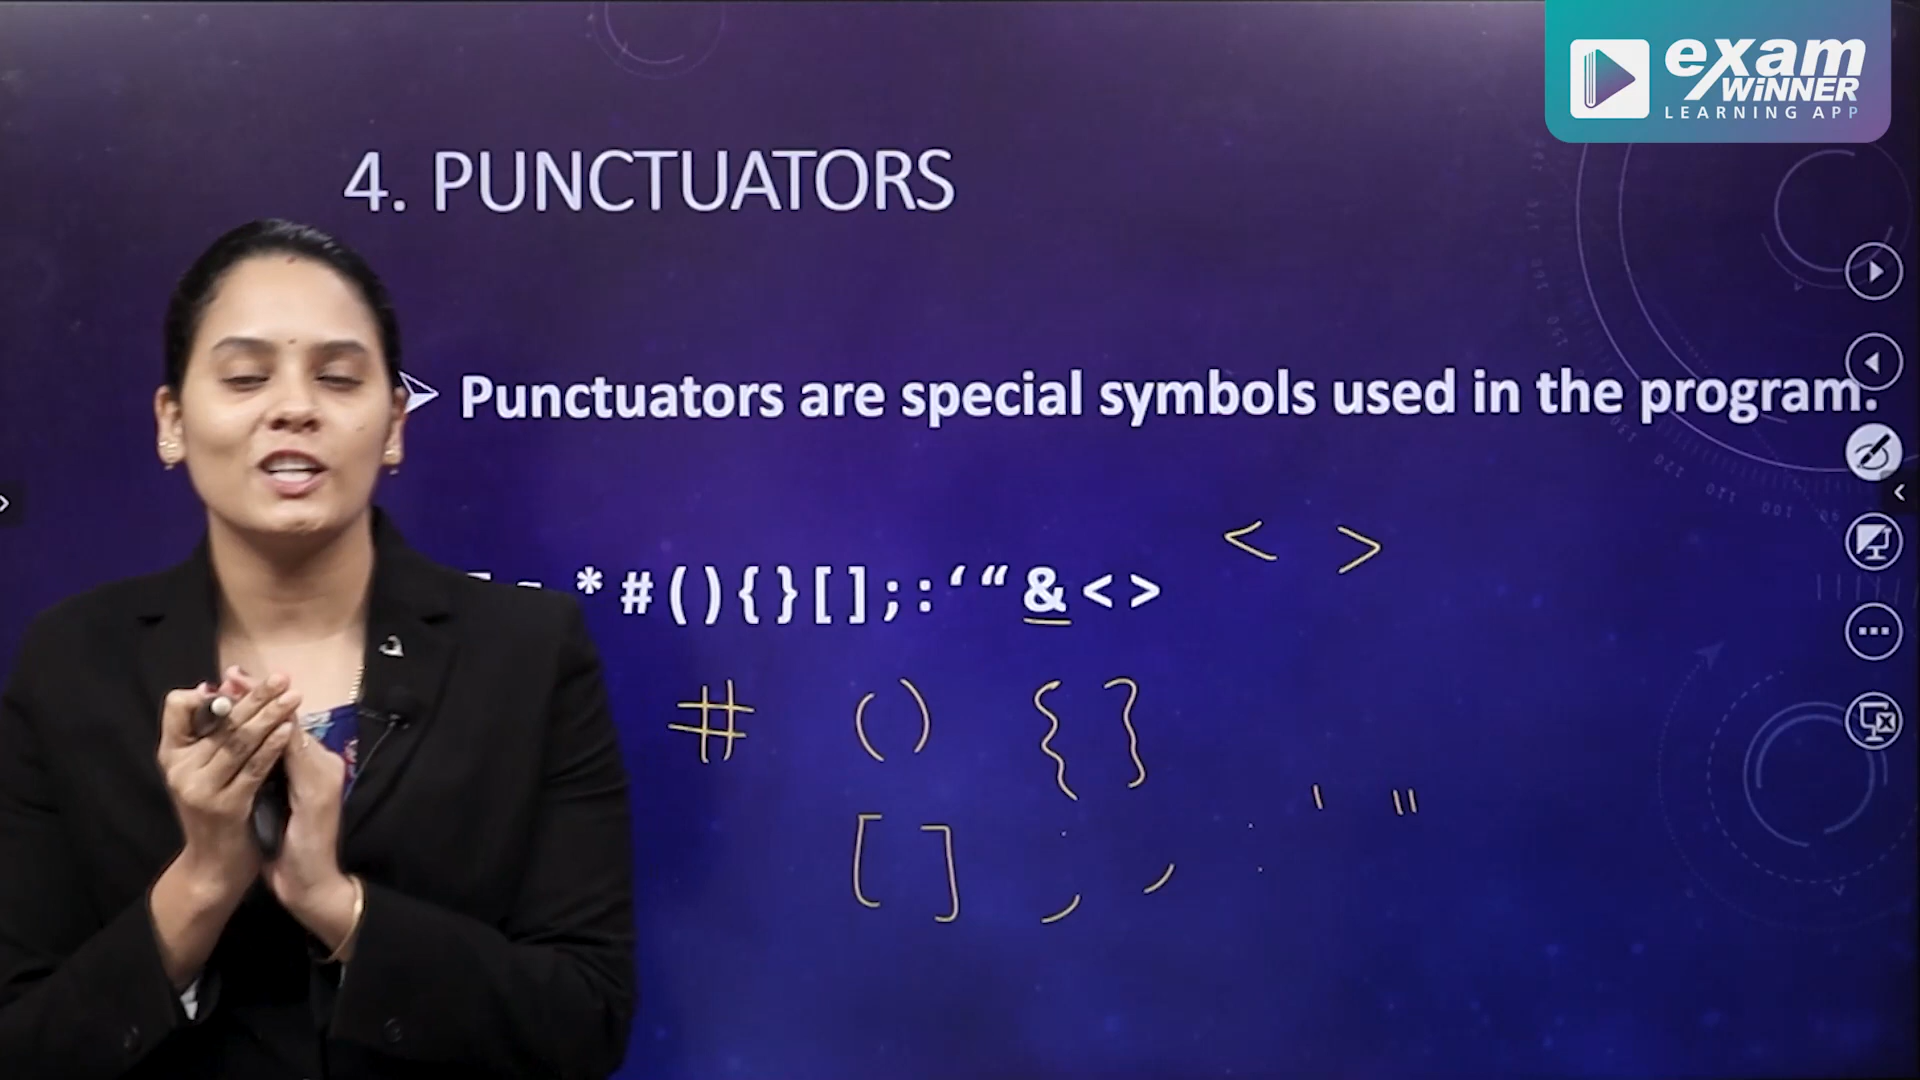 exam
WiNNER
LEARNING APP
4. PUNCTUATORS
Punctuators are special symbols used in the program.
* # ( ) { } [ ] ; : ‘ “ & < >
< >
# ( ) { }
[ ] ; , : ' "